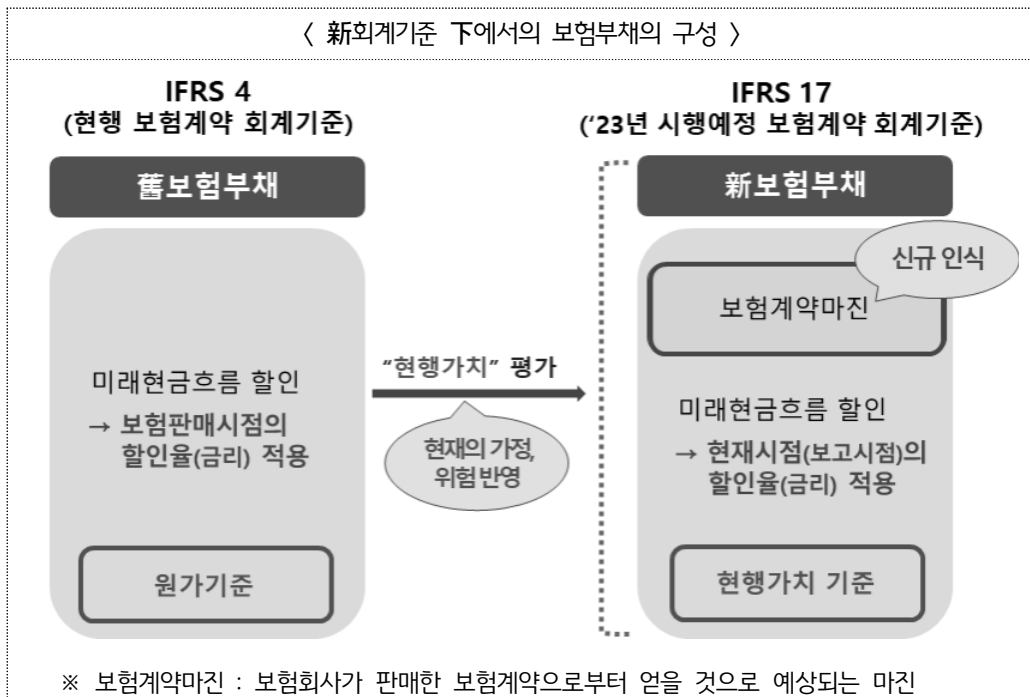 〈 新회계기준 下에서의 보험부채의 구성 〉
IFRS 4
(현행 보험계약 회계기준)
舊보험부채
미래현금흐름 할인
→ 보험판매시점의
할인율(금리) 적용
원가기준
“현행가치” 평가
현재의 가정,
위험 반영
IFRS 17
(‘23년 시행예정 보험계약 회계기준)
新보험부채
신규 인식
보험계약마진
미래현금흐름 할인
→ 현재시점(보고시점)의
할인율(금리) 적용
현행가치 기준
※ 보험계약마진 : 보험회사가 판매한 보험계약으로부터 얻을 것으로 예상되는 마진